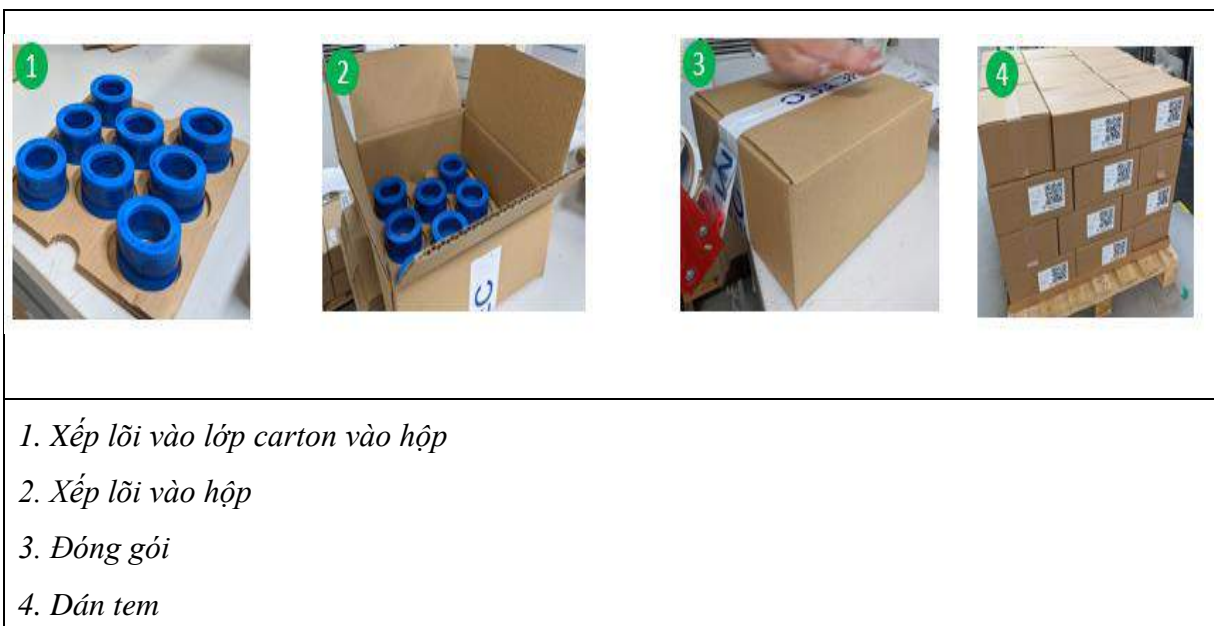 1
2
3
4
1. Xếp lõi vào lớp carton vào hộp
2. Xếp lõi vào hộp
3. Đóng gói
4. Dán tem